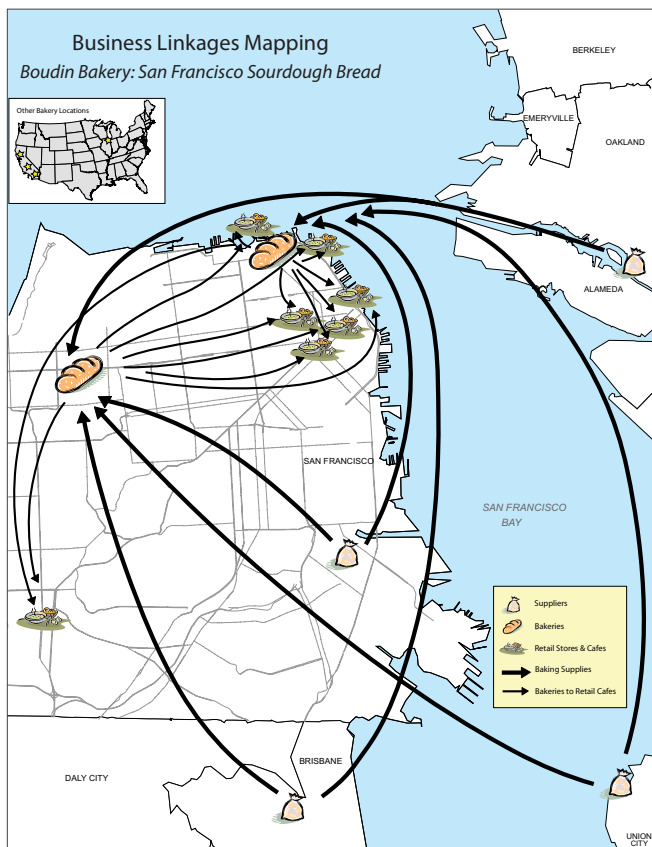 Business Linkages Mapping
Boudin Bakery: San Francisco Sourdough Bread
Other Bakery Locations
BERKELEY
EMERYVILLE
OAKLAND
ALAMEDA
SAN FRANCISCO
SAN FRANCISCO
BAY
Suppliers
Bakeries
Retail Stores & Cafes
Baking Supplies
Bakeries to Retail Cafes
BRISBANE
DALY CITY
UNION
CITY